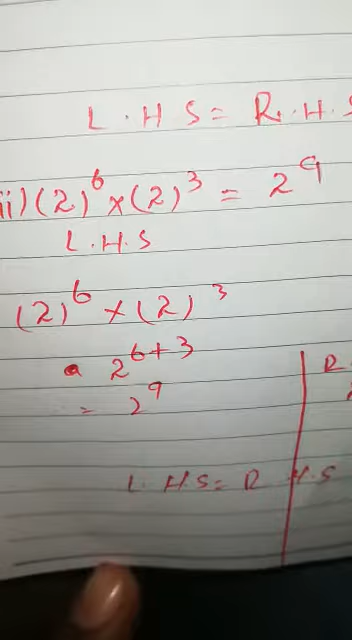 L.H.S = R.H.S
ii) (2)^6 × (2)^3 = 2^9
L.H.S
(2)^6 × (2)^3
= 2^6+3
= 2^9
L.H.S = R.H.S